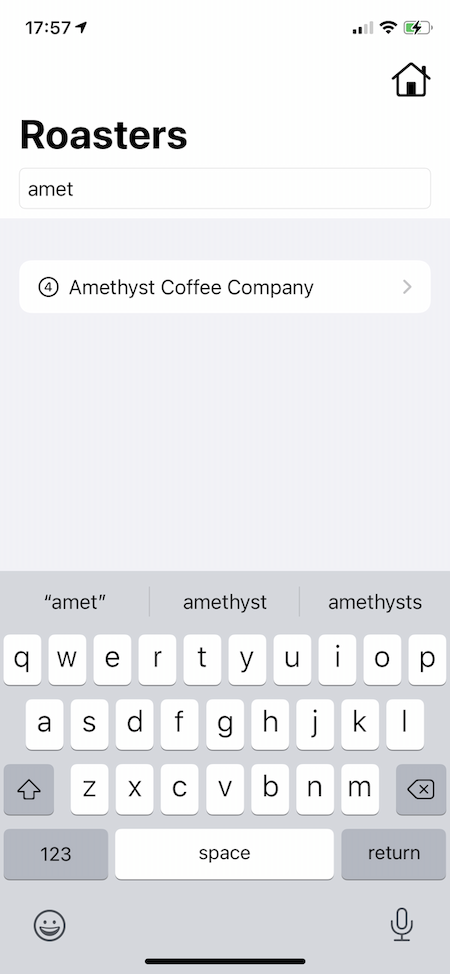 17:57
Roasters
amet
4 Amethyst Coffee Company
“amet” amethyst amethysts
q w e r t y u i o p
a s d f g h j k l
z x c v b n m
123 space return